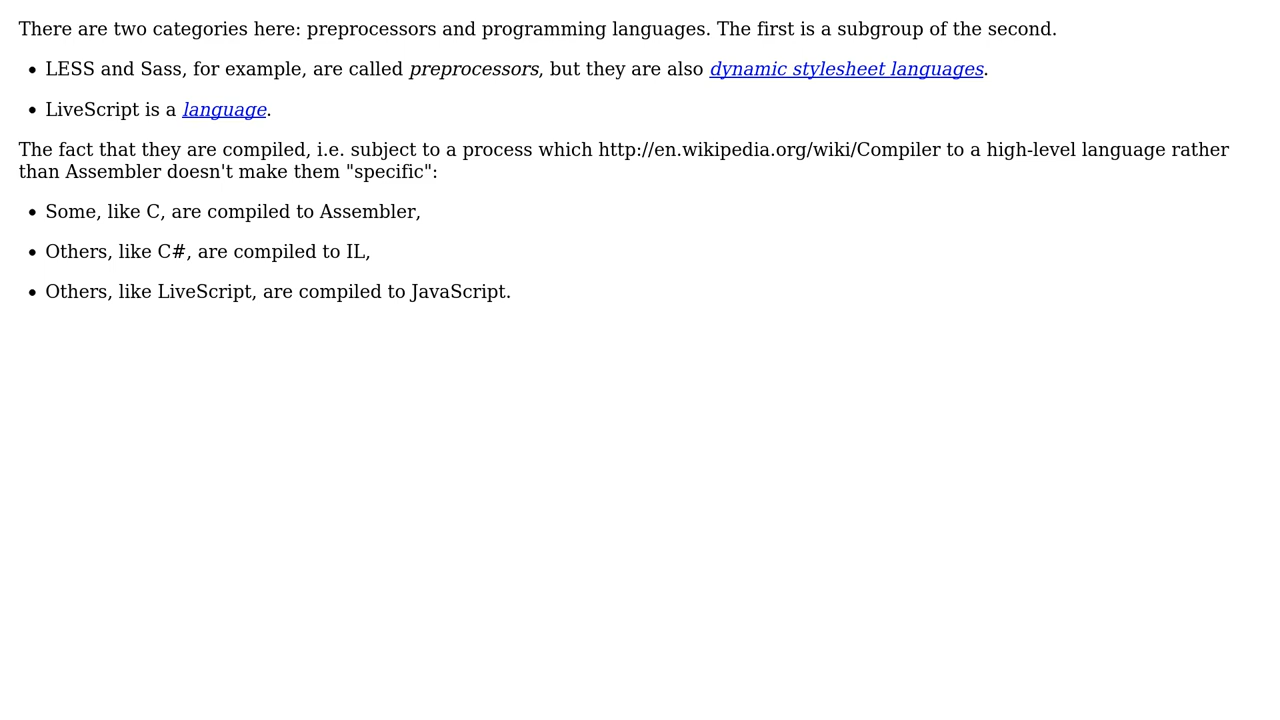 There are two categories here: preprocessors and programming languages. The first is a subgroup of the second.
• LESS and Sass, for example, are called preprocessors, but they are also dynamic stylesheet languages.
• LiveScript is a language.
The fact that they are compiled, i.e. subject to a process which http://en.wikipedia.org/wiki/Compiler to a high-level language rather
than Assembler doesn't make them "specific":
• Some, like C, are compiled to Assembler,
• Others, like C#, are compiled to IL,
• Others, like LiveScript, are compiled to JavaScript.